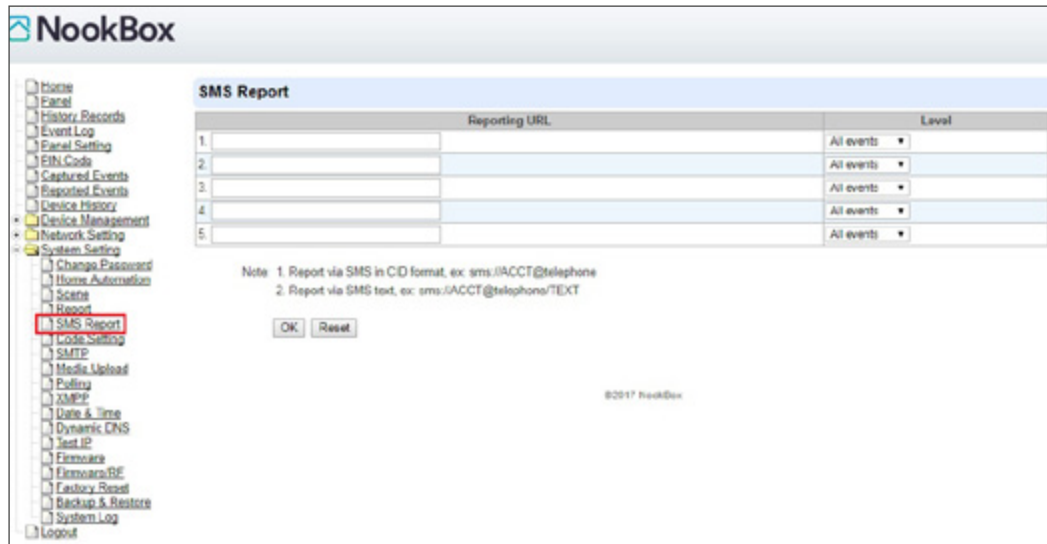 NookBox
Home
Panel
History Records
Event Log
Panel Setting
PIN Code
Captured Events
Reported Events
Device History
Device Management
Network Setting
System Setting
Change Password
Home Automation
Scene
Report
SMS Report
Code Setting
SMTP
Media Upload
Polling
XMPP
Date & Time
Dynamic DNS
Test IP
Firmware
Firmware/RF
Factory Reset
Backup & Restore
System Log
Logout
SMS Report
Reporting URL Level
1. All events
2. All events
3. All events
4. All events
5. All events
Note 1. Report via SMS in CID format, ex: sms://ACCT@telephone
2. Report via SMS text, ex: sms://ACCT@telephone/TEXT
OK Reset
©2017 NookBox